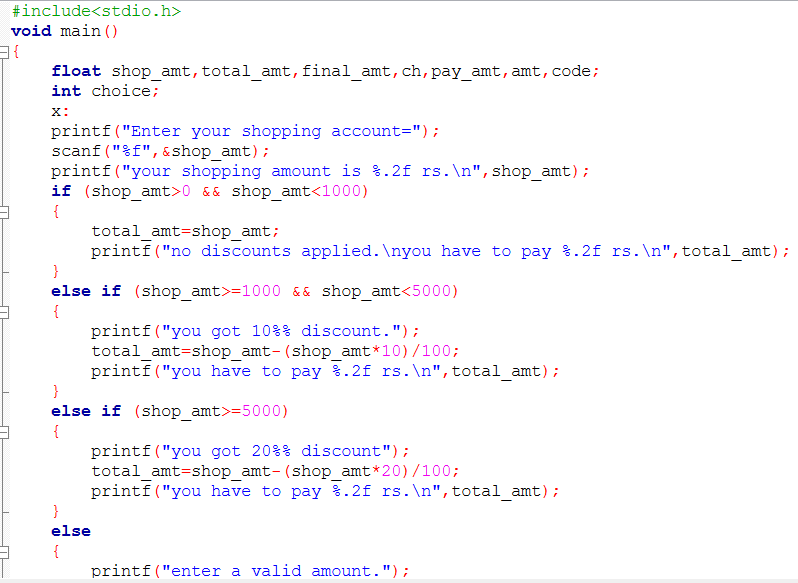 #include<stdio.h>
void main()
{
    float shop_amt,total_amt,final_amt,ch,pay_amt,amt,code;
    int choice;
    x:
    printf("Enter your shopping account=");
    scanf("%f",&shop_amt);
    printf("your shopping amount is %.2f rs.\n",shop_amt);
    if (shop_amt>0 && shop_amt<1000)
    {
        total_amt=shop_amt;
        printf("no discounts applied.\nyou have to pay %.2f rs.\n",total_amt);
    }
    else if (shop_amt>=1000 && shop_amt<5000)
    {
        printf("you got 10%% discount.");
        total_amt=shop_amt-(shop_amt*10)/100;
        printf("you have to pay %.2f rs.\n",total_amt);
    }
    else if (shop_amt>=5000)
    {
        printf("you got 20%% discount");
        total_amt=shop_amt-(shop_amt*20)/100;
        printf("you have to pay %.2f rs.\n",total_amt);
    }
    else
    {
        printf("enter a valid amount.");